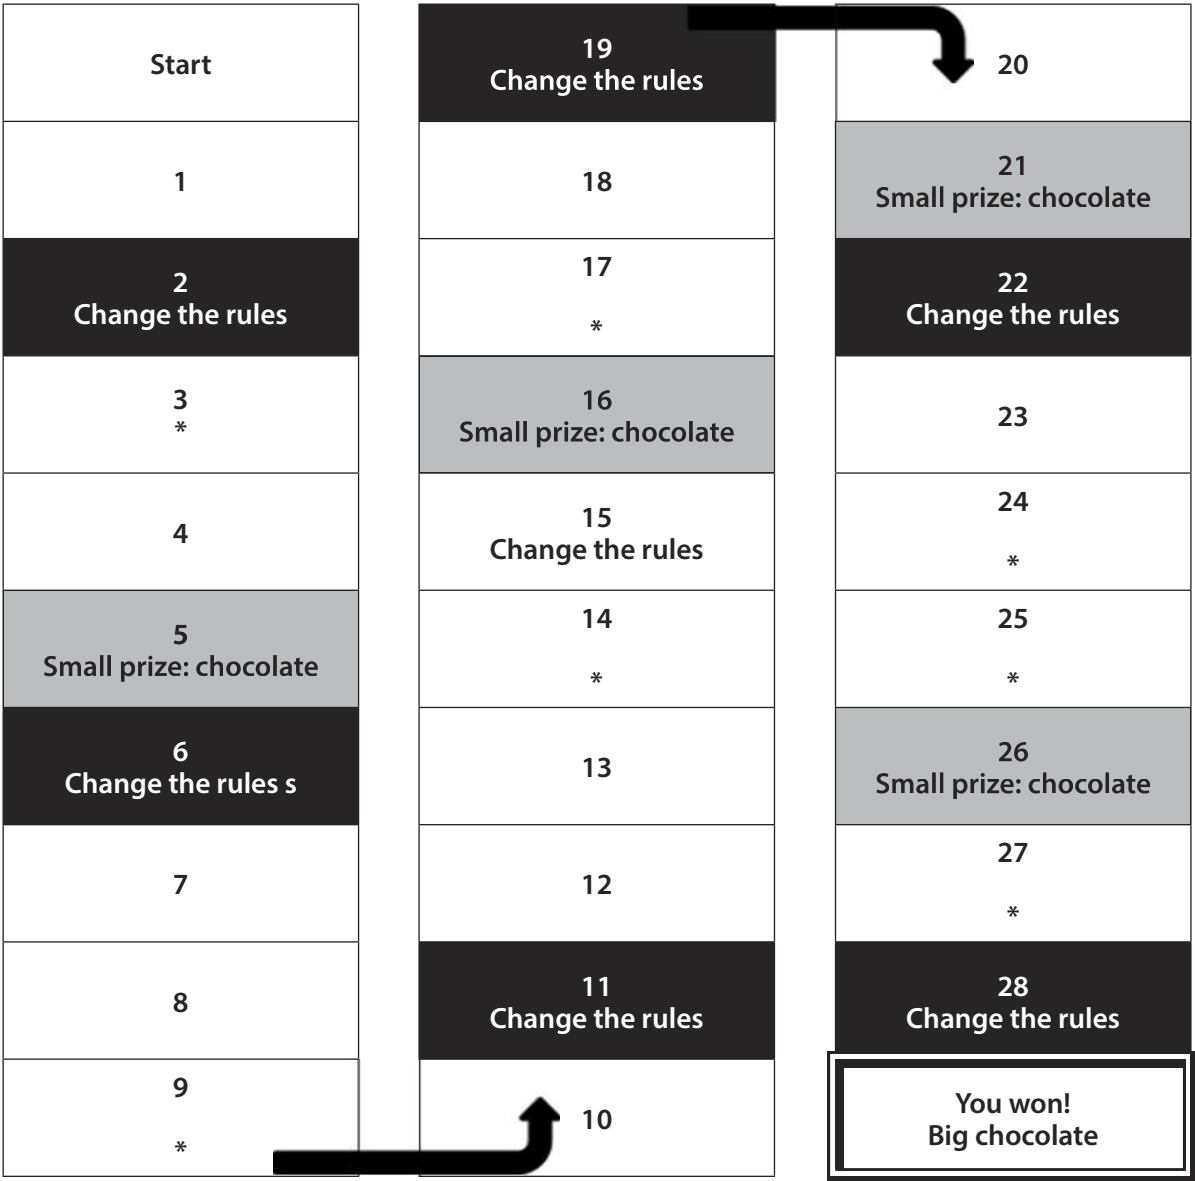 Start
1
2
Change the rules
3
*
4
5
Small prize: chocolate
6
Change the rules s
7
8
9
*
10
11
Change the rules
12
13
14
*
15
Change the rules
16
Small prize: chocolate
17
*
18
19
Change the rules
20
21
Small prize: chocolate
22
Change the rules
23
24
*
25
*
26
Small prize: chocolate
27
*
28
Change the rules
You won!
Big chocolate